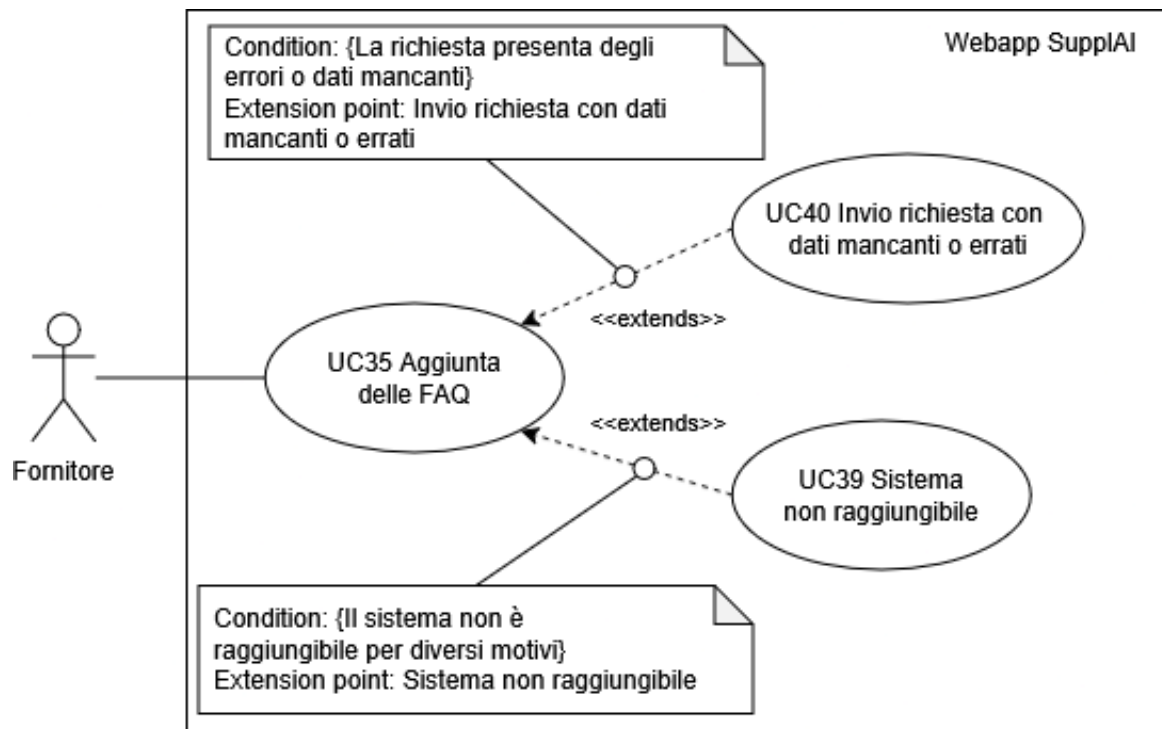 Condition: {La richiesta presenta degli
errori o dati mancanti}
Extension point: Invio richiesta con dati
mancanti o errati
Webapp SupplAI
UC40 Invio richiesta con
dati mancanti o errati
<<extends>>
UC35 Aggiunta
delle FAQ
Fornitore
<<extends>>
UC39 Sistema
non raggiungibile
Condition: {Il sistema non è
raggiungibile per diversi motivi}
Extension point: Sistema non raggiungibile